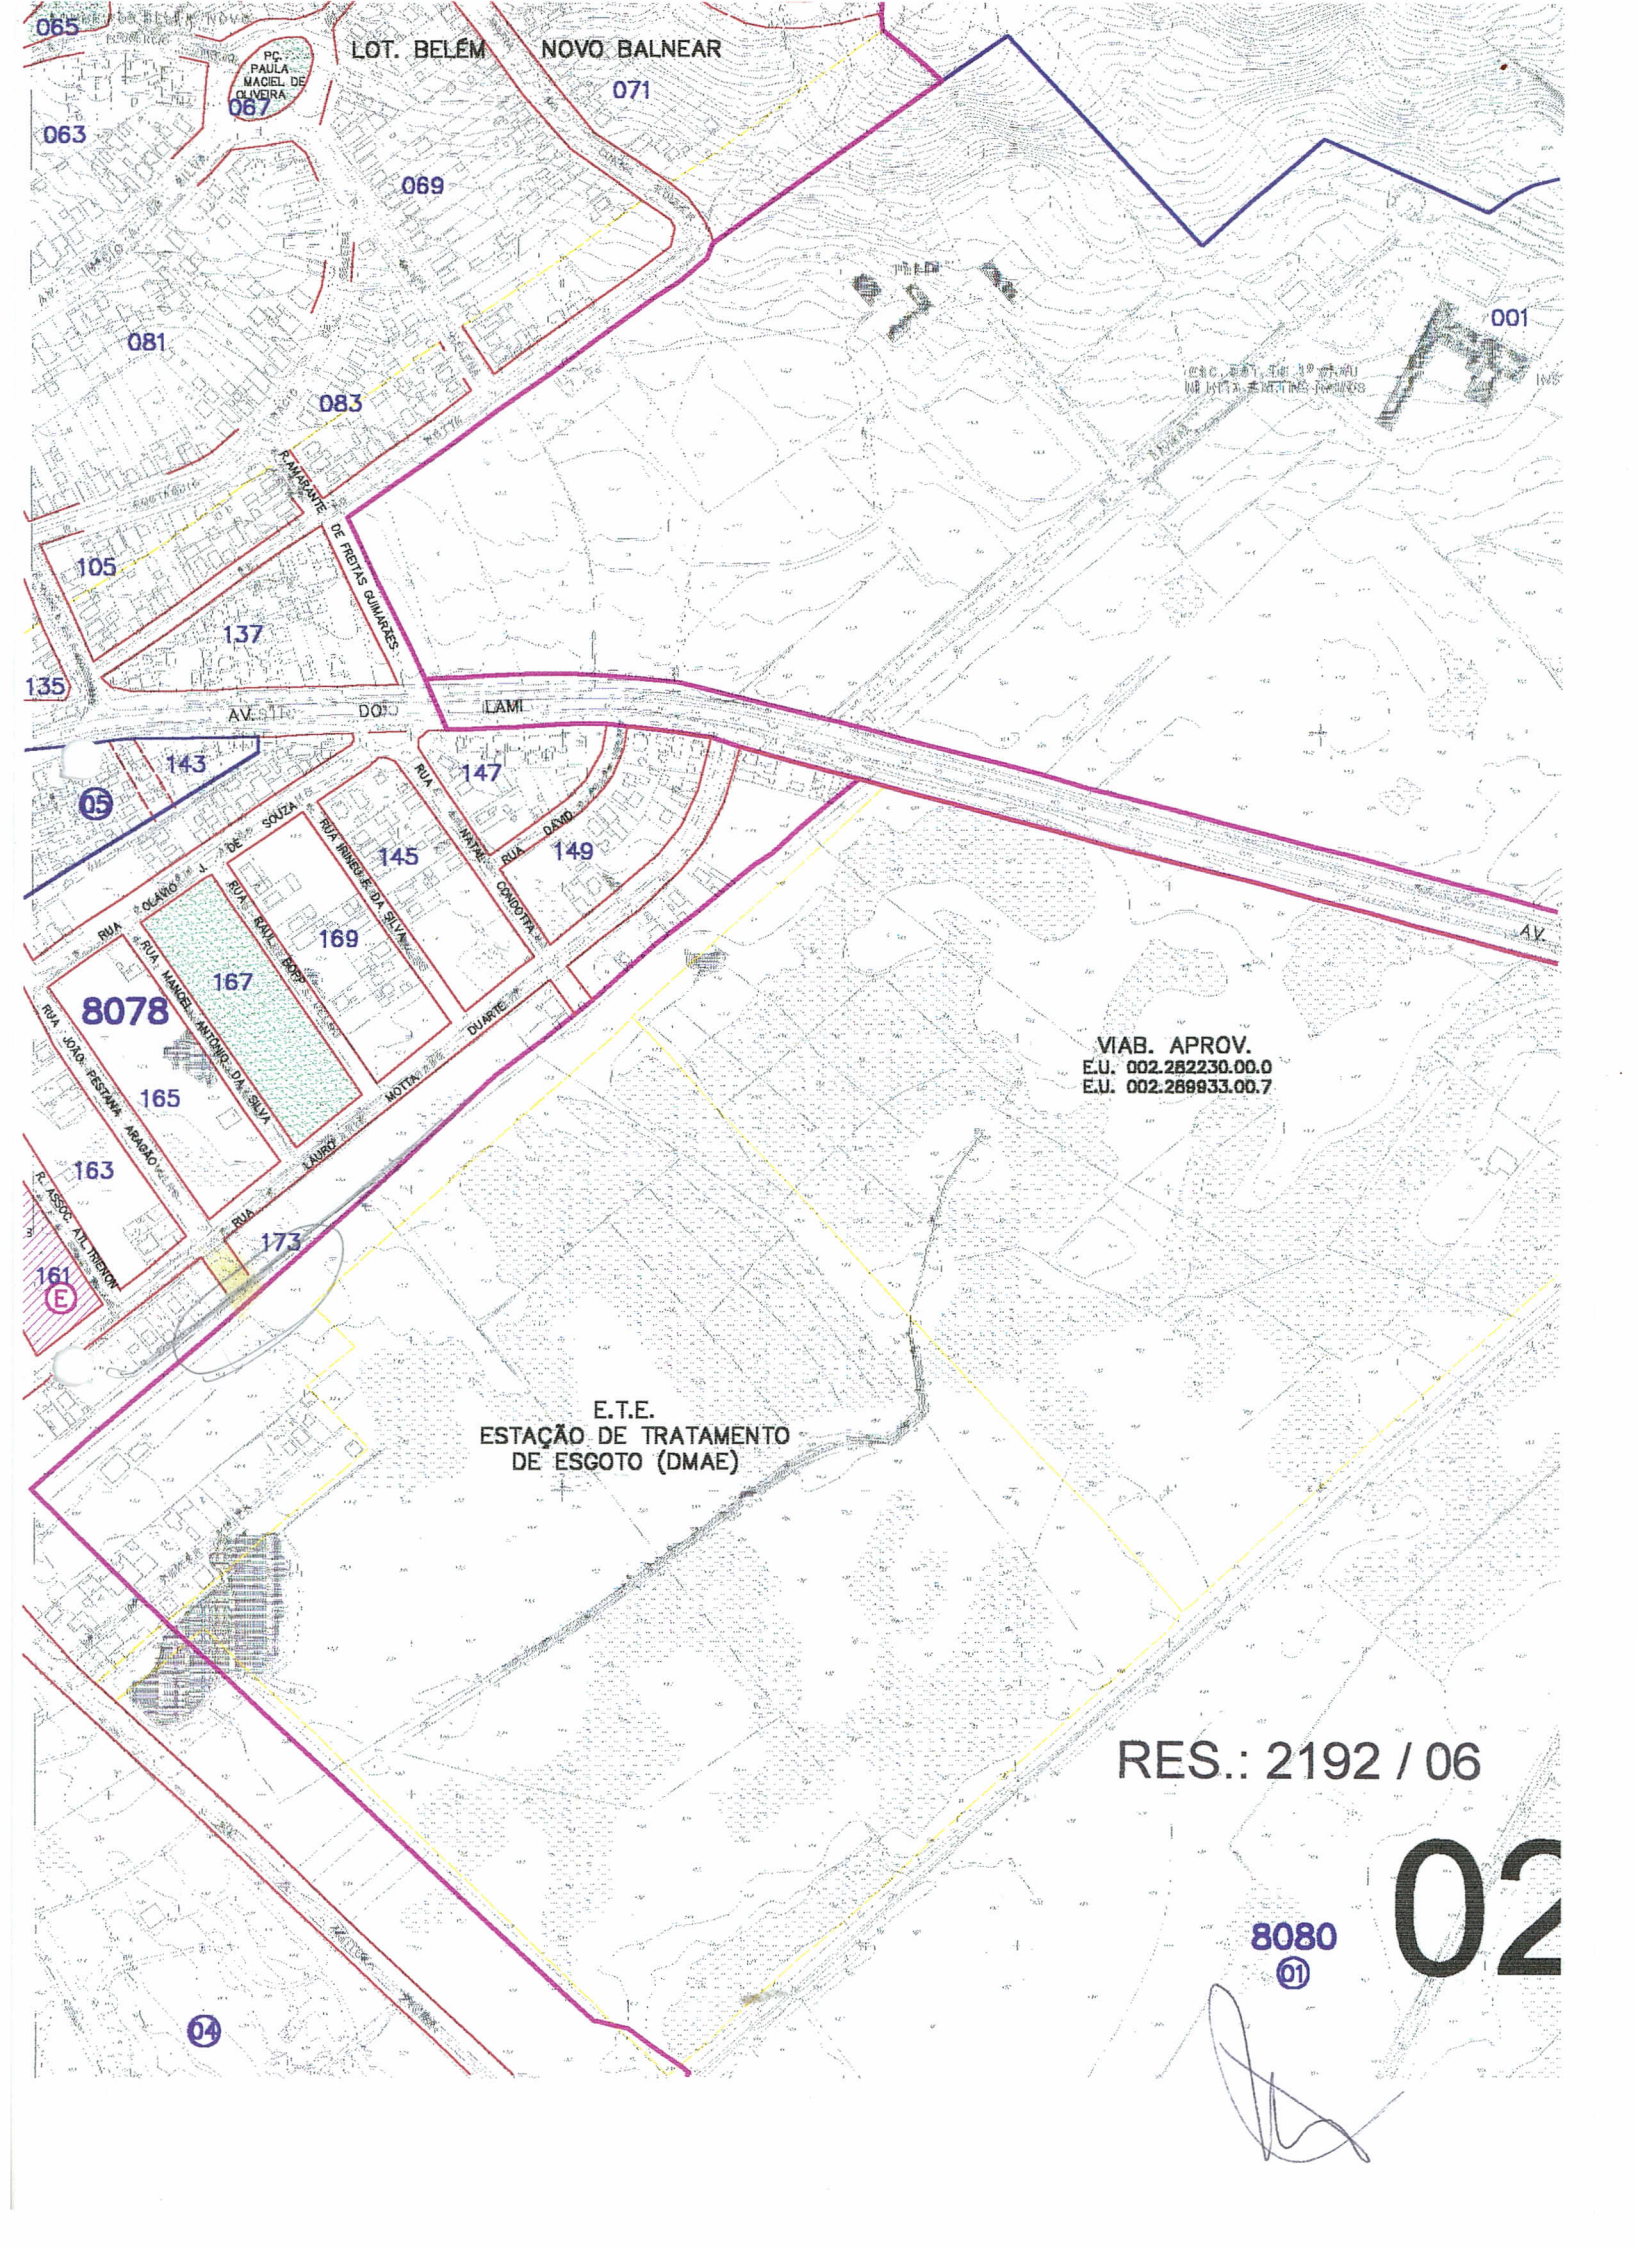 065
PÇ.
PAULA
MACIEL DE
OLIVEIRA
067
LOT. BELÉM NOVO BALNEAR
071
063
069
081
083
001
R.AMARANTE DE FREITAS GUIMARÃES
105
137
135
AV. DO LAMI
143
05
147
RUA OLAVIO J. DE SOUZA
RUA IRINEU F. DA SILVA
145
RUA NATAL CONDOTTA
RUA DAVID
149
AV.
RUA RAUL BOPP
169
167
8078
RUA MANOEL ANTONIO DA SILVA
RUA JOÃO PESTANA ARAGÃO
165
RUA LAURO MOTTA DUARTE
163
R. ASSOC. ATL. TRIENON
161
E
173
VIAB. APROV.
E.U. 002.282230.00.0
E.U. 002.289933.00.7
E.T.E.
ESTAÇÃO DE TRATAMENTO
DE ESGOTO (DMAE)
RES.: 2192 / 06
02
8080
01
04